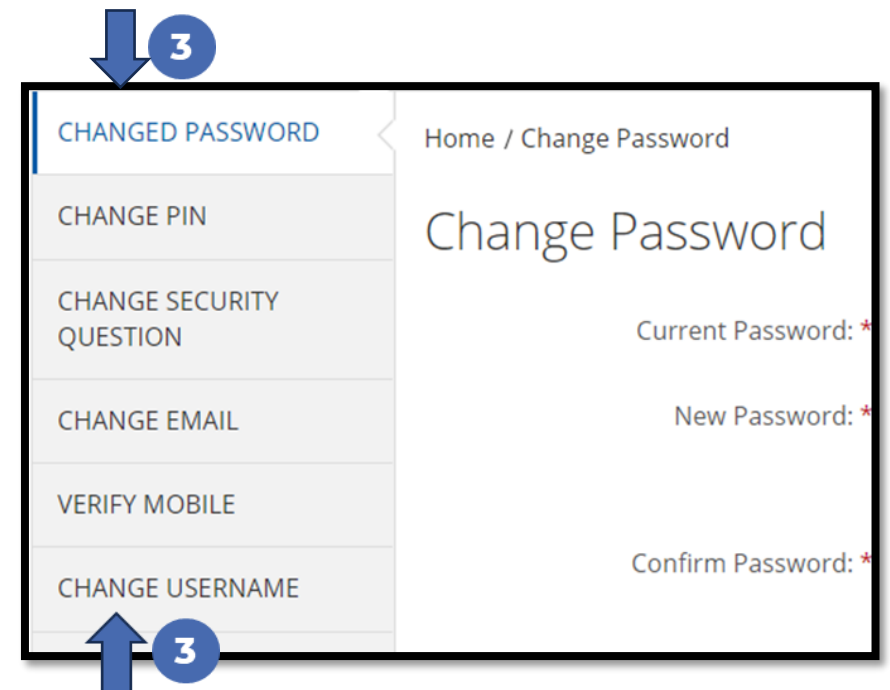 3
CHANGED PASSWORD
CHANGE PIN
CHANGE SECURITY
QUESTION
CHANGE EMAIL
VERIFY MOBILE
CHANGE USERNAME
3
Home / Change Password
Change Password
Current Password: *
New Password: *
Confirm Password: *